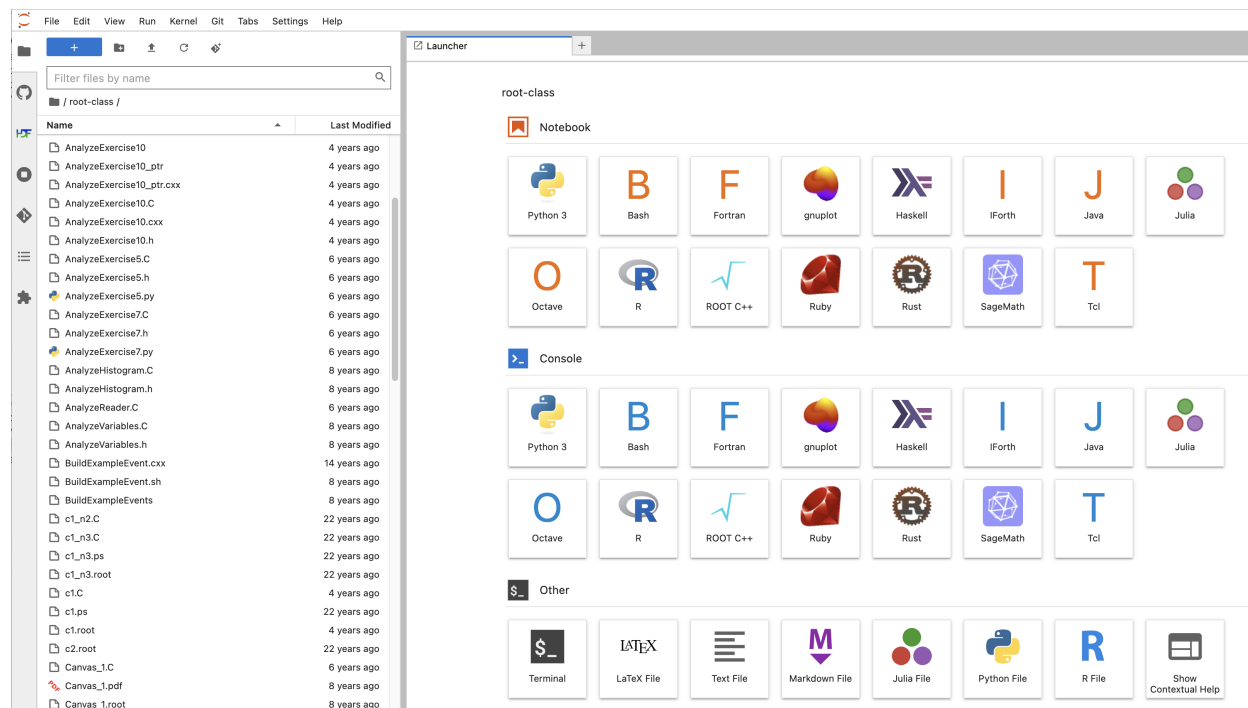 File Edit View Run Kernel Git Tabs Settings Help
+
Filter files by name
/ root-class /
Name Last Modified
AnalyzeExercise10 4 years ago
AnalyzeExercise10_ptr 4 years ago
AnalyzeExercise10_ptr.cxx 4 years ago
AnalyzeExercise10.C 4 years ago
AnalyzeExercise10.cxx 4 years ago
AnalyzeExercise10.h 4 years ago
AnalyzeExercise5.C 6 years ago
AnalyzeExercise5.h 6 years ago
AnalyzeExercise5.py 6 years ago
AnalyzeExercise7.C 6 years ago
AnalyzeExercise7.h 6 years ago
AnalyzeExercise7.py 6 years ago
AnalyzeHistogram.C 8 years ago
AnalyzeHistogram.h 8 years ago
AnalyzeReader.C 6 years ago
AnalyzeVariables.C 8 years ago
AnalyzeVariables.h 8 years ago
BuildExampleEvent.cxx 14 years ago
BuildExampleEvent.sh 8 years ago
BuildExampleEvents 8 years ago
c1_n2.C 22 years ago
c1_n3.C 22 years ago
c1_n3.ps 22 years ago
c1_n3.root 22 years ago
c1.C 4 years ago
c1.ps 22 years ago
c1.root 4 years ago
c2.root 22 years ago
Canvas_1.C 6 years ago
PDF Canvas_1.pdf 8 years ago
Canvas_1.root 8 years ago
HDF
Launcher +
root-class
Notebook
B F I J
Python 3 Bash Fortran gnuplot Haskell IForth Java Julia
O R R T
Octave R ROOT C++ Ruby Rust SageMath Tcl
>_ Console
B F I J
Python 3 Bash Fortran gnuplot Haskell IForth Java Julia
O R R T
Octave R ROOT C++ Ruby Rust SageMath Tcl
$_ Other
$_ LATEX M R
Terminal LaTeX File Text File Markdown File Julia File Python File R File Show
Contextual Help